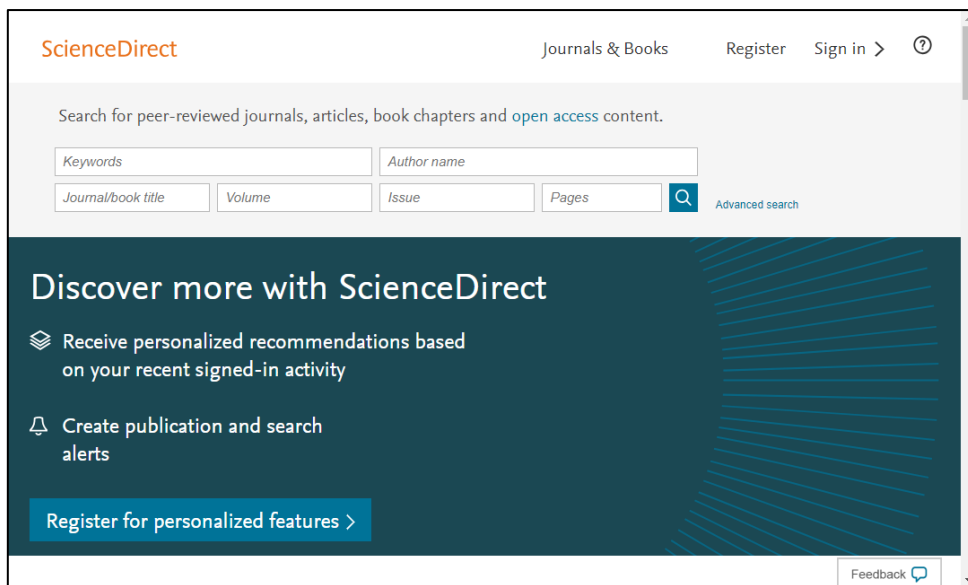 ScienceDirect
Journals & Books
Register
Sign in >
?
Search for peer-reviewed journals, articles, book chapters and open access content.
Keywords
Author name
Journal/book title
Volume
Issue
Pages
Advanced search
Discover more with ScienceDirect
Receive personalized recommendations based
on your recent signed-in activity
Create publication and search
alerts
Register for personalized features >
Feedback